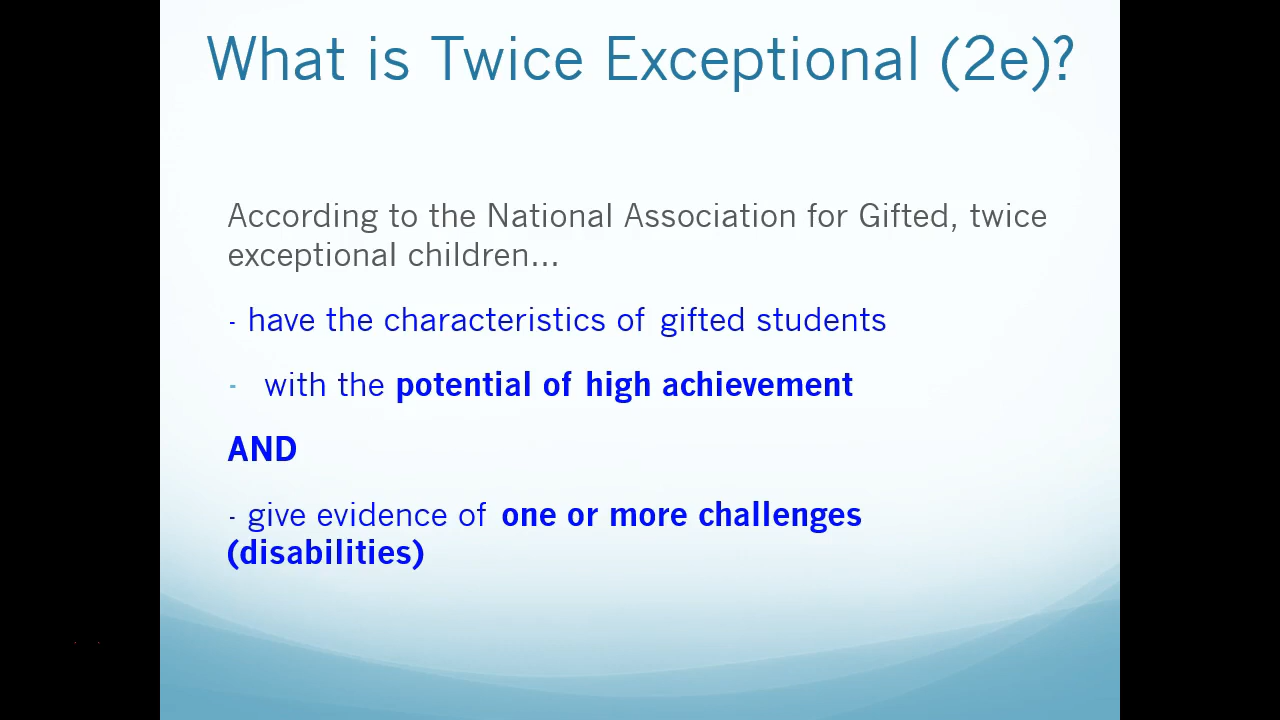 What is Twice Exceptional (2e)?
According to the National Association for Gifted, twice
exceptional children...
- have the characteristics of gifted students
- with the potential of high achievement
AND
- give evidence of one or more challenges
(disabilities)